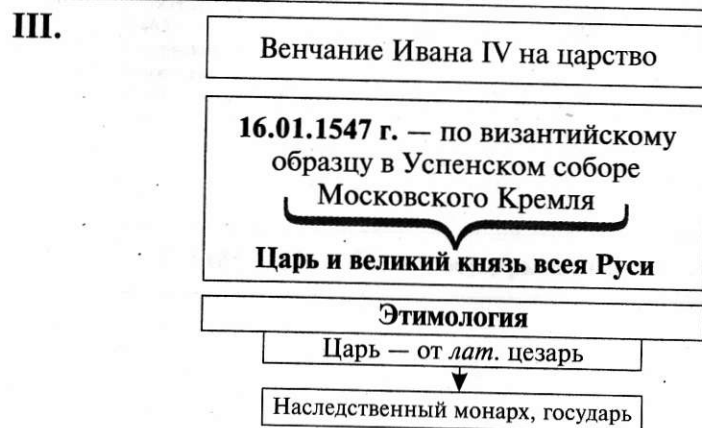 III.
Венчание Ивана IV на царство
16.01.1547 г. — по византийскому
образцу в Успенском соборе
Московского Кремля
Царь и великий князь всея Руси
Этимология
Царь — от лат. цезарь
Наследственный монарх, государь